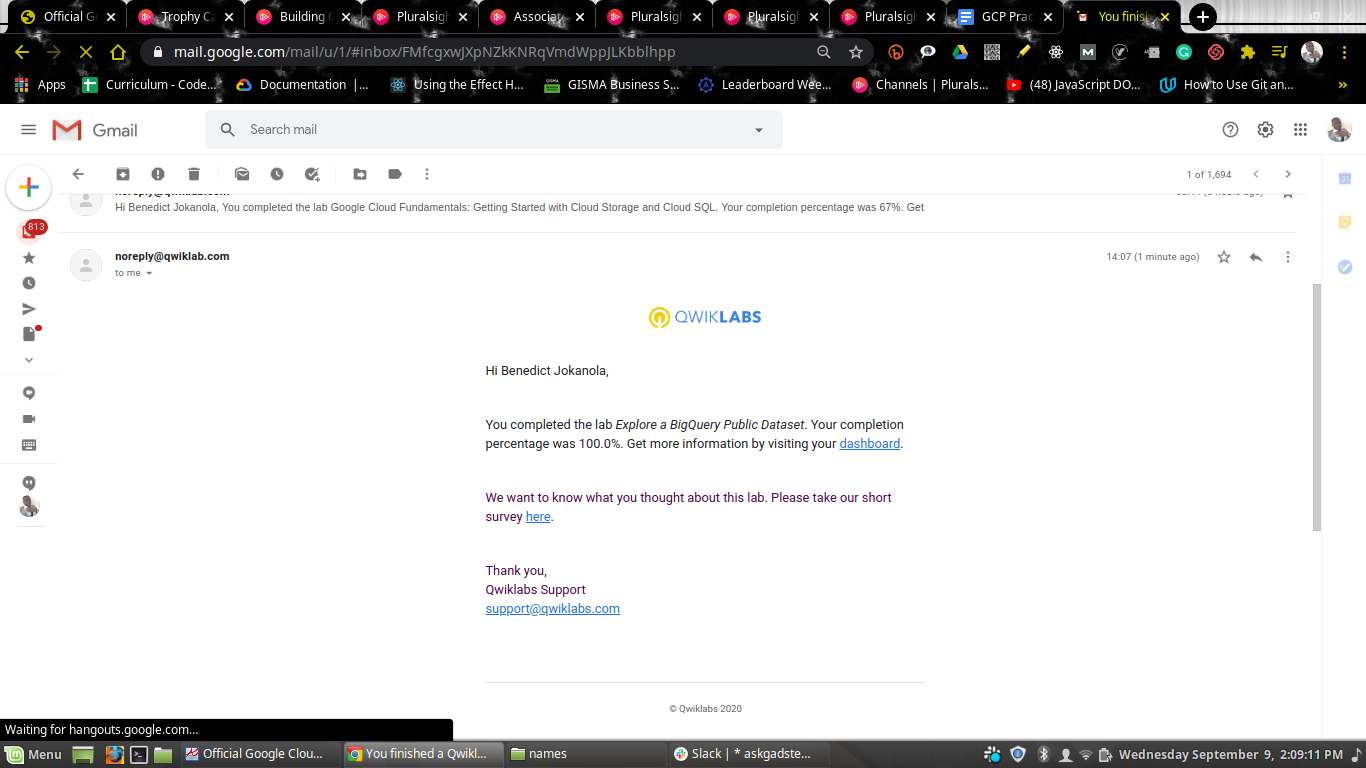 Official G
Trophy Ca
Building G
Pluralsigh
Associate
Pluralsigh
Pluralsigh
Pluralsigh
GCP Prac
You finish
mail.google.com/mail/u/1/#inbox/FMfcgxwJXpNZkKNRqVmdWppJLKbblhpp
Apps
Curriculum - Code...
Documentation |...
Using the Effect H...
GISMA Business S...
Leaderboard Wee...
Channels | Plurals...
(48) JavaScript DO...
How to Use Git an...
»
Gmail
Search mail
1 of 1,694
813
noreply@qwiklab.com
Hi Benedict Jokanola, You completed the lab Google Cloud Fundamentals: Getting Started with Cloud Storage and Cloud SQL. Your completion percentage was 67%. Get
noreply@qwiklab.com
14:07 (1 minute ago)
to me
QWIKLABS
Hi Benedict Jokanola,
You completed the lab Explore a BigQuery Public Dataset. Your completion
percentage was 100.0%. Get more information by visiting your dashboard.
We want to know what you thought about this lab. Please take our short
survey here.
Thank you,
Qwiklabs Support
support@qwiklabs.com
© Qwiklabs 2020
Waiting for hangouts.google.com...
Menu
Official Google Clou...
You finished a Qwikl...
names
Slack | * askgadste...
Wednesday September 9, 2:09:11 PM